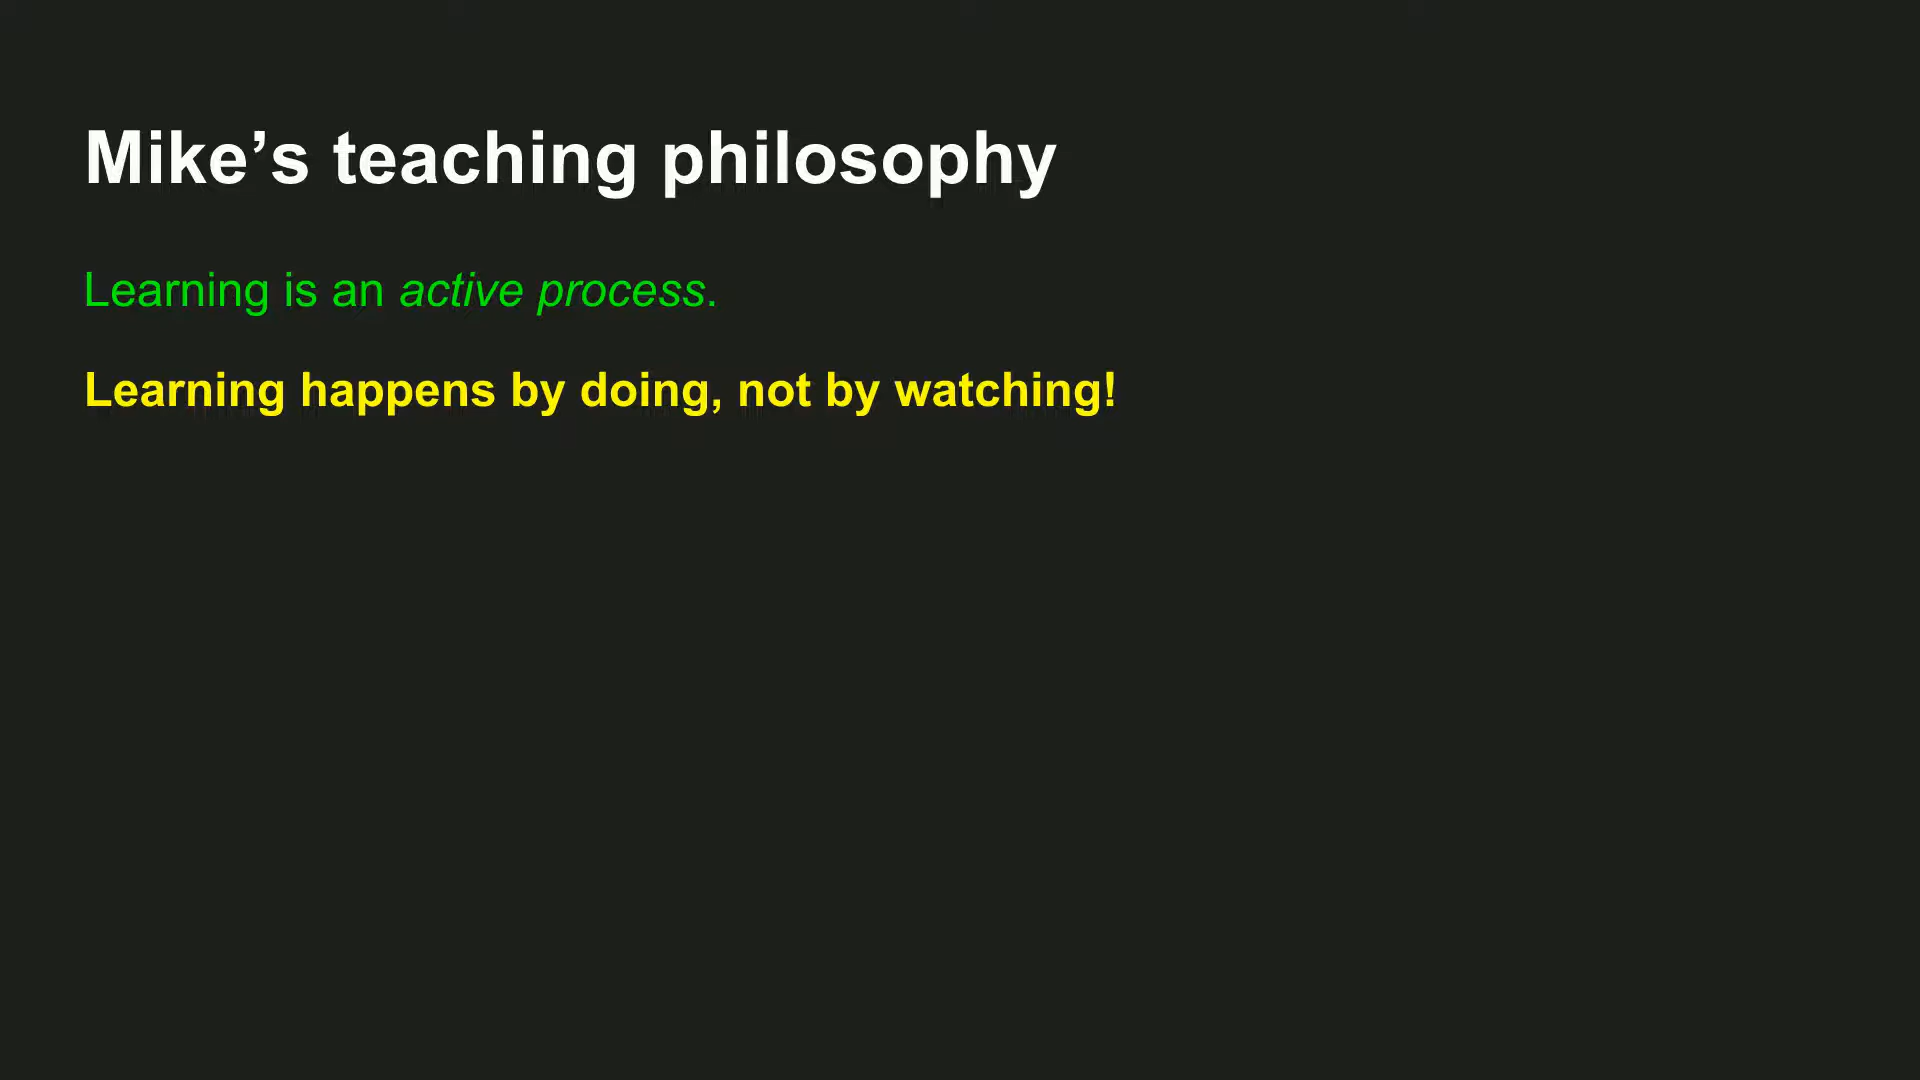 Mike’s teaching philosophy
Learning is an active process.
Learning happens by doing, not by watching!